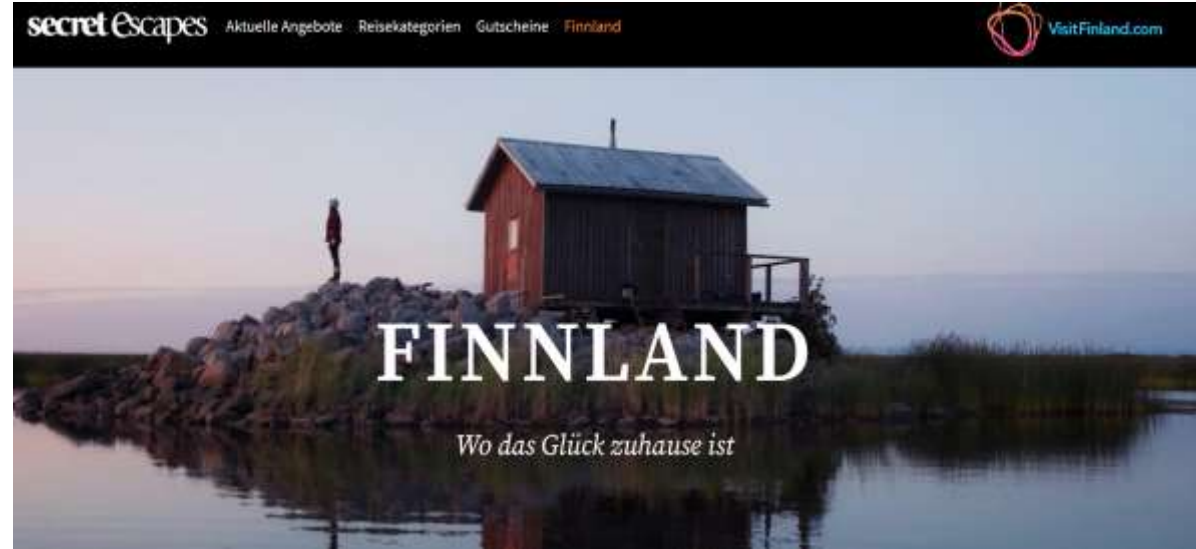 secret escapes Aktuelle Angebote Reisekategorien Gutscheine Finnland VisitFinland.com
FINNLAND
Wo das Glück zuhause ist